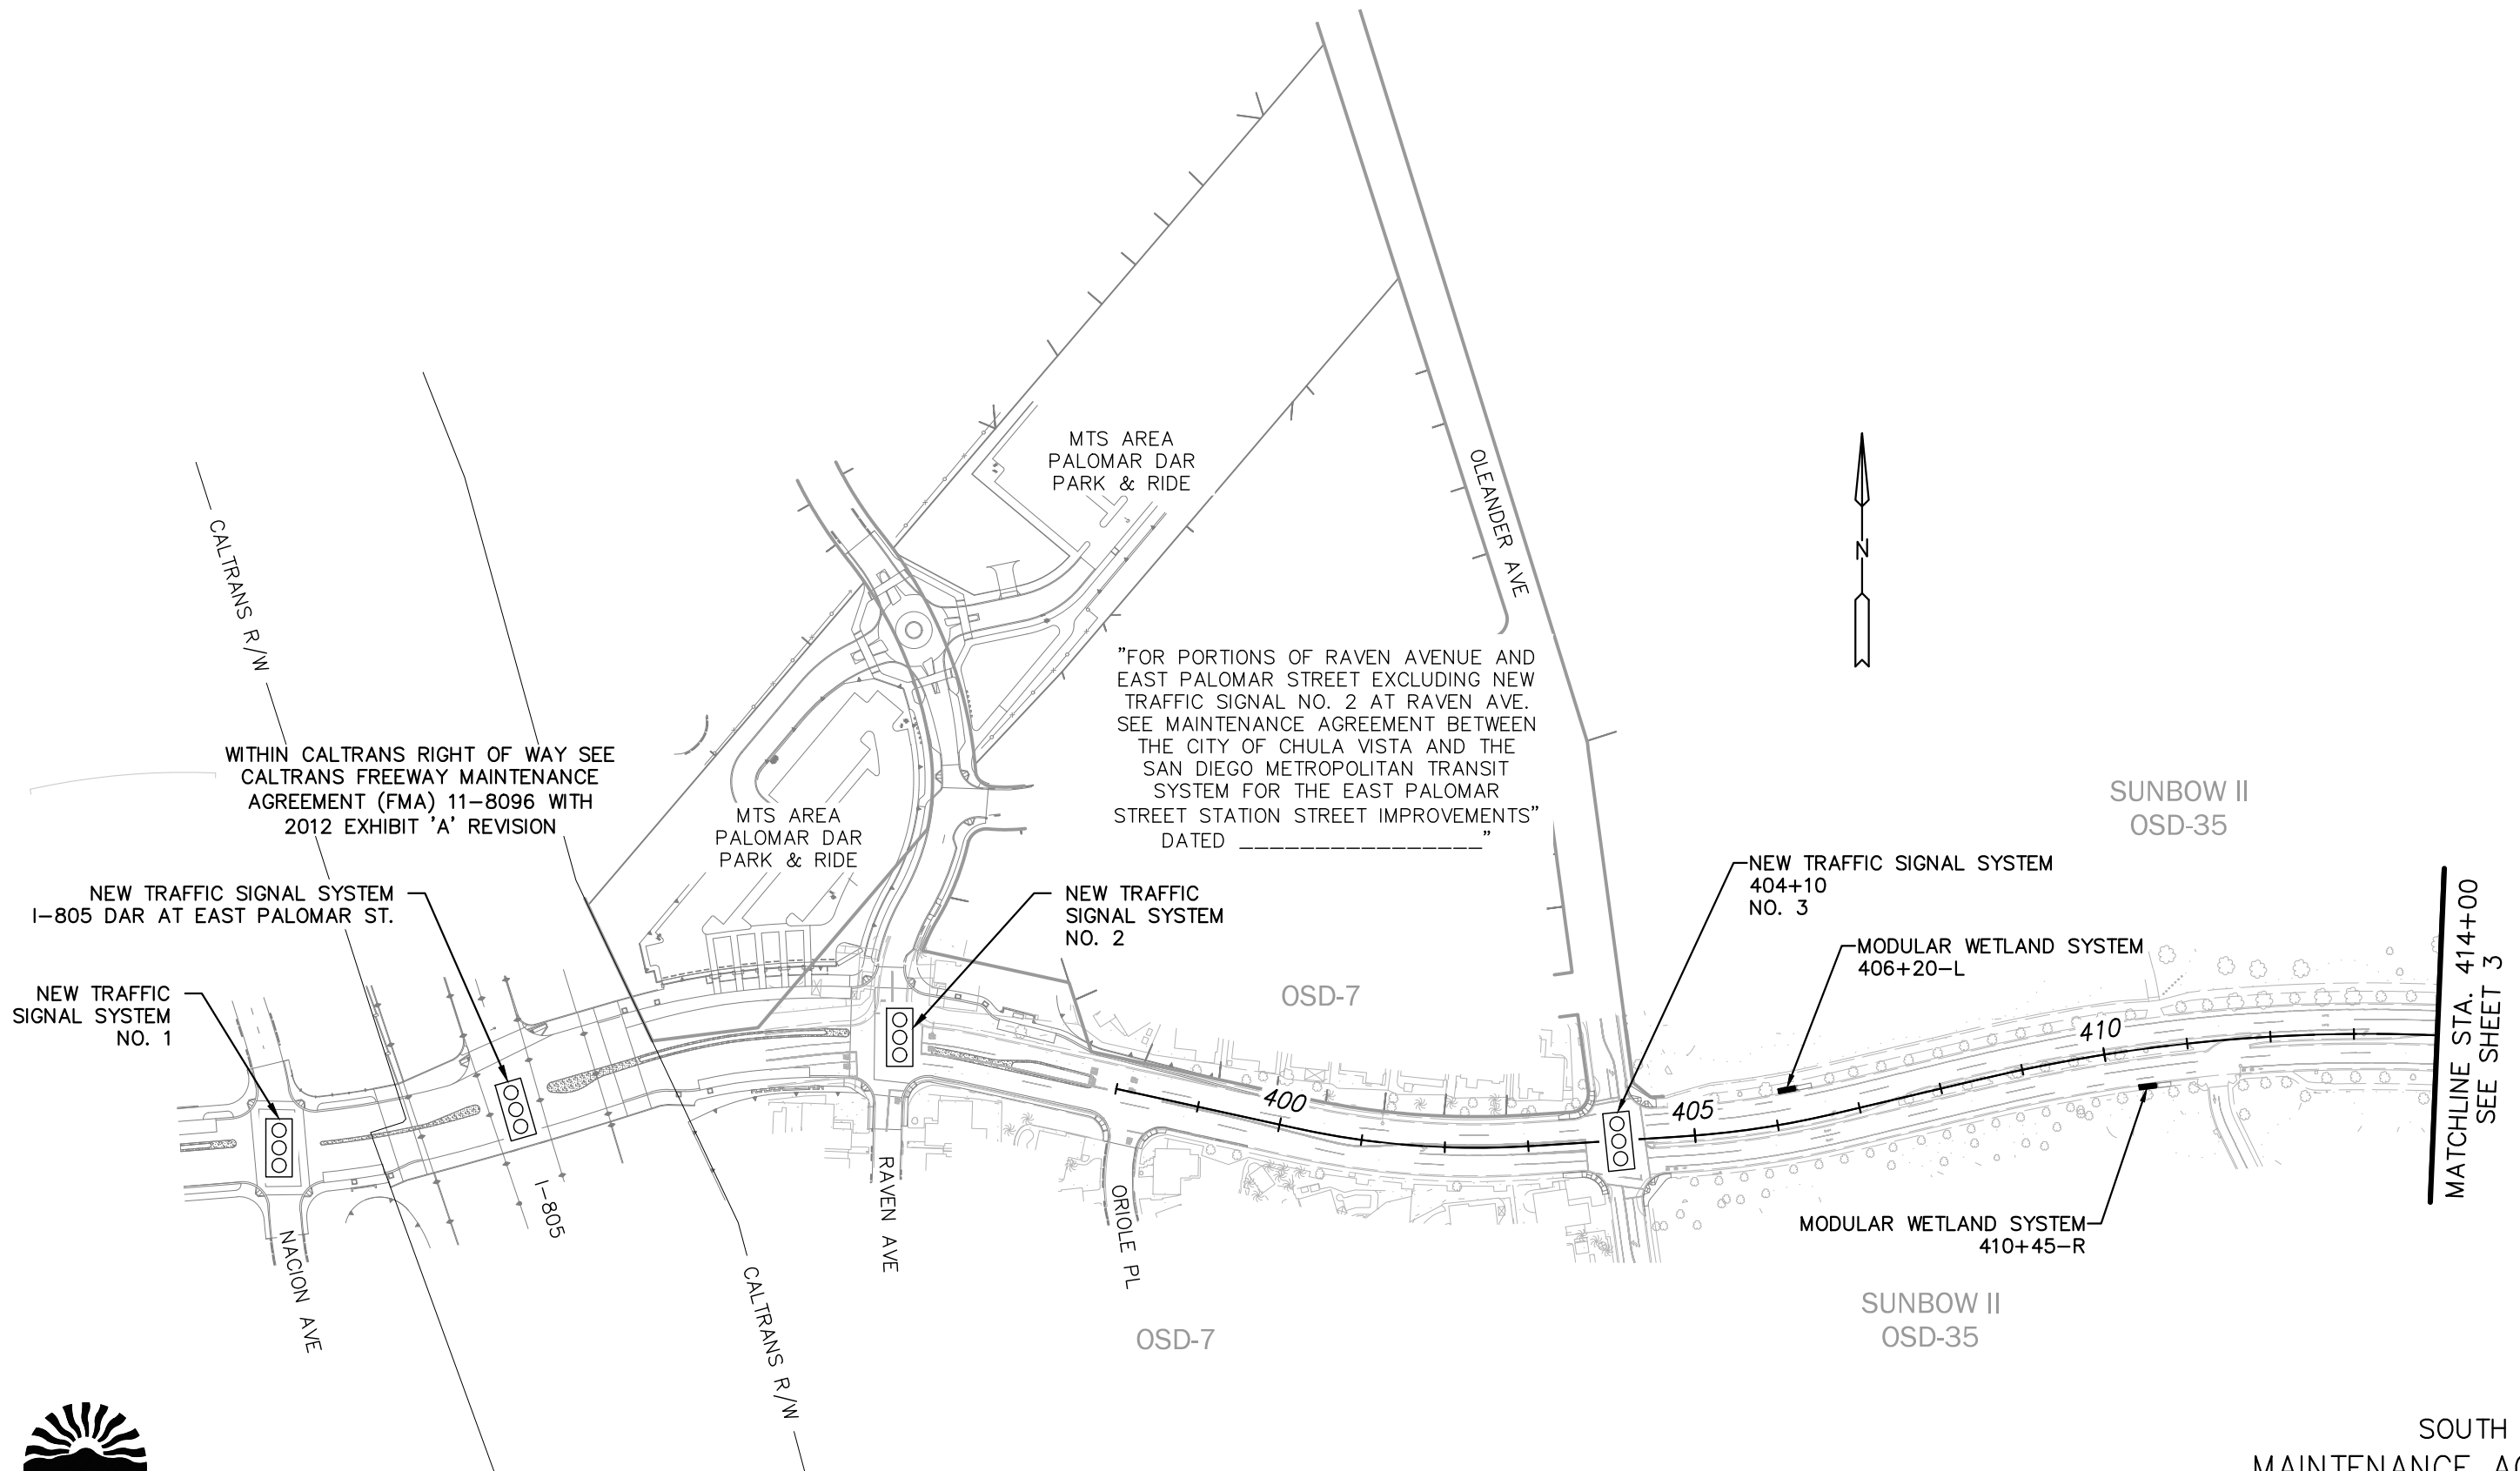 MTS AREA
PALOMAR DAR
PARK & RIDE
OLEANDER AVE
N
CALTRANS R/W
"FOR PORTIONS OF RAVEN AVENUE AND
EAST PALOMAR STREET EXCLUDING NEW
TRAFFIC SIGNAL NO. 2 AT RAVEN AVE.
SEE MAINTENANCE AGREEMENT BETWEEN
THE CITY OF CHULA VISTA AND THE
SAN DIEGO METROPOLITAN TRANSIT
SYSTEM FOR THE EAST PALOMAR
STREET STATION STREET IMPROVEMENTS"
DATED ________________"
WITHIN CALTRANS RIGHT OF WAY SEE
CALTRANS FREEWAY MAINTENANCE
AGREEMENT (FMA) 11-8096 WITH
2012 EXHIBIT 'A' REVISION
MTS AREA
PALOMAR DAR
PARK & RIDE
SUNBOW II
OSD-35
NEW TRAFFIC SIGNAL SYSTEM
I-805 DAR AT EAST PALOMAR ST.
NEW TRAFFIC
SIGNAL SYSTEM
NO. 2
NEW TRAFFIC SIGNAL SYSTEM
404+10
NO. 3
MODULAR WETLAND SYSTEM
406+20-L
MATCHLINE STA. 414+00
SEE SHEET 3
NEW TRAFFIC
SIGNAL SYSTEM
NO. 1
OSD-7
400
405
410
I-805
RAVEN AVE
ORIOLE PL
NACION AVE
CALTRANS R/W
MODULAR WETLAND SYSTEM
410+45-R
SUNBOW II
OSD-35
OSD-7
SOUTH
MAINTENANCE